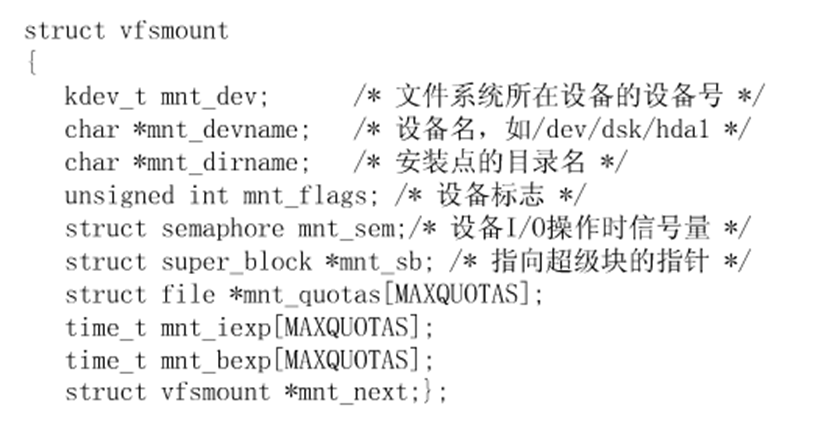 struct vfsmount
{
kdev_t mnt_dev; /* 文件系统所在设备的设备号 */
char *mnt_devname; /* 设备名，如/dev/dsk/hda1 */
char *mnt_dirname; /* 安装点的目录名 */
unsigned int mnt_flags; /* 设备标志 */
struct semaphore mnt_sem;/* 设备I/O操作时信号量 */
struct super_block *mnt_sb; /* 指向超级块的指针 */
struct file *mnt_quotas[MAXQUOTAS];
time_t mnt_iexp[MAXQUOTAS];
time_t mnt_bexp[MAXQUOTAS];
struct vfsmount *mnt_next;};